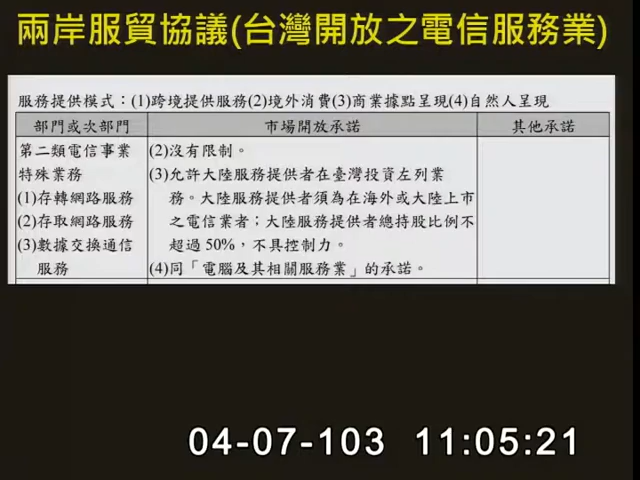 兩岸服貿協議(台灣開放之電信服務業)
服務提供模式：(1)跨境提供服務(2)境外消費(3)商業據點呈現(4)自然人呈現
部門或次部門 市場開放承諾 其他承諾
第二類電信事業
特殊業務
(1)存轉網路服務
(2)存取網路服務
(3)數據交換通信
服務
(2)沒有限制。
(3)允許大陸服務提供者在臺灣投資左列業
務。大陸服務提供者須為在海外或大陸上市
之電信業者；大陸服務提供者總持股比例不
超過50%，不具控制力。
(4)同「電腦及其相關服務業」的承諾。
04-07-103 11:05:21